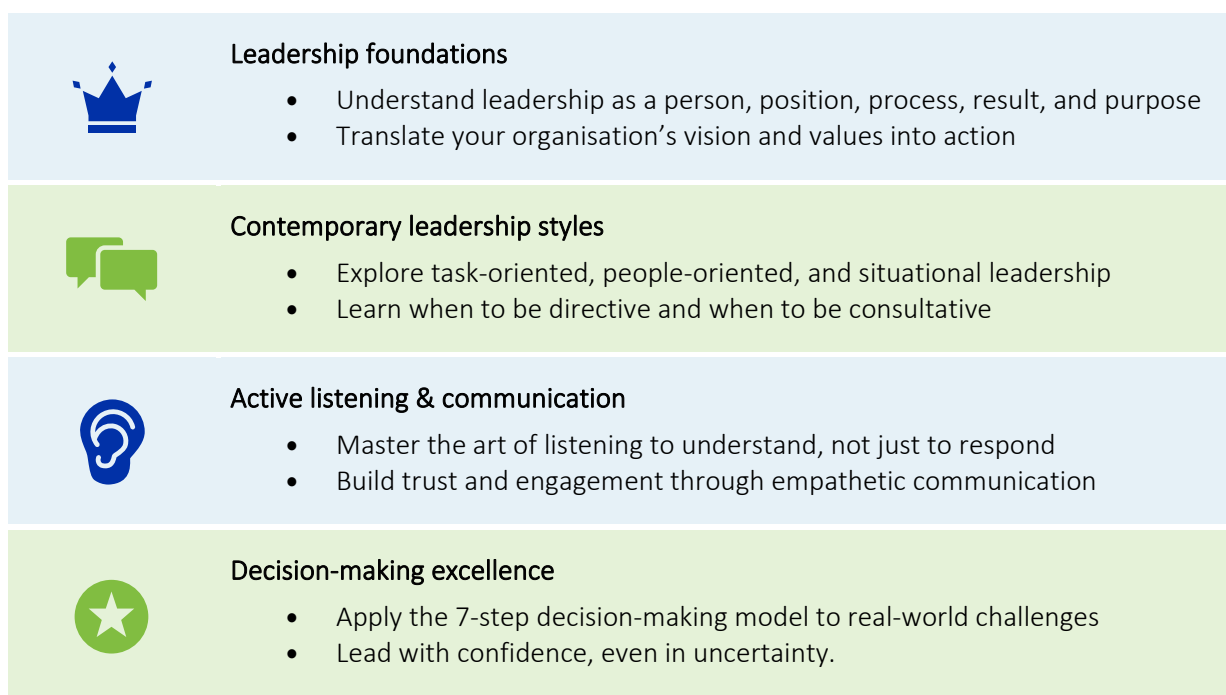 Leadership foundations
• Understand leadership as a person, position, process, result, and purpose
• Translate your organisation’s vision and values into action
Contemporary leadership styles
• Explore task-oriented, people-oriented, and situational leadership
• Learn when to be directive and when to be consultative
Active listening & communication
• Master the art of listening to understand, not just to respond
• Build trust and engagement through empathetic communication
Decision-making excellence
• Apply the 7-step decision-making model to real-world challenges
• Lead with confidence, even in uncertainty.